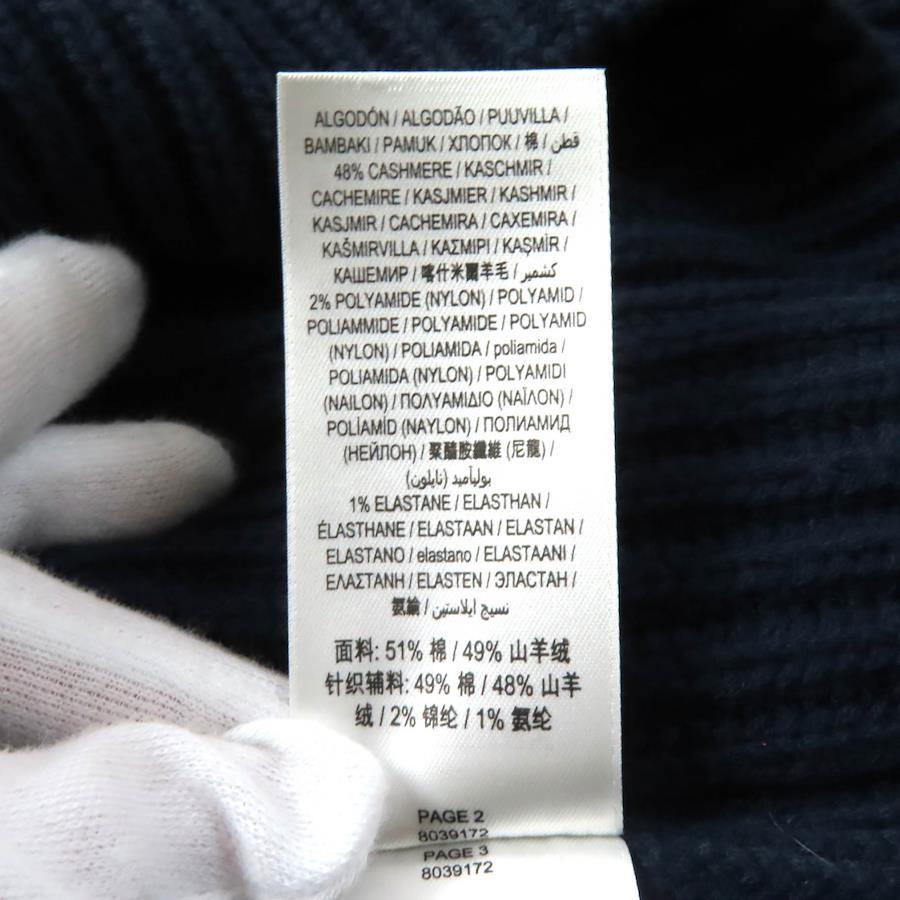 ALGODÓN / ALGODÃO / PUUVILLA /
BAMBAKI / PAMUK / ХЛОПОК / 棉 / قطن
48% CASHMERE / KASCHMIR /
CACHEMIRE / KASJMIER / KASHMIR /
KASJMIR / CACHEMIRA / CAXEMIRA /
KAŠMIRVILLA / ΚΑΣΜΙΡΙ / KAŞMİR /
КАШЕМИР / 喀什米爾羊毛 / كشمير
2% POLYAMIDE (NYLON) / POLYAMID /
POLIAMMIDE / POLYAMIDE / POLYAMID
(NYLON) / POLIAMIDA / poliamida /
POLIAMIDA (NYLON) / POLYAMIDI
(NAILON) / ΠΟΛΥΑΜΙΔΙΟ (ΝΑΪΛΟΝ) /
POLİAMİD (NAYLON) / ПОЛИАМИД
(НЕЙЛОН) / 聚醯胺纖維 (尼龍) /
بولياميد (نايلون)
1% ELASTANE / ELASTHAN /
ÉLASTHANE / ELASTAAN / ELASTAN /
ELASTANO / elastano / ELASTAANI /
ΕΛΑΣΤΑΝΗ / ELASTEN / ЭЛАСТАН /
氨綸 / نسيج ايلاستين
面料: 51% 棉 / 49% 山羊绒
针织辅料: 49% 棉 / 48% 山羊
绒 / 2% 锦纶 / 1% 氨纶
PAGE 2
8039172
PAGE 3
8039172